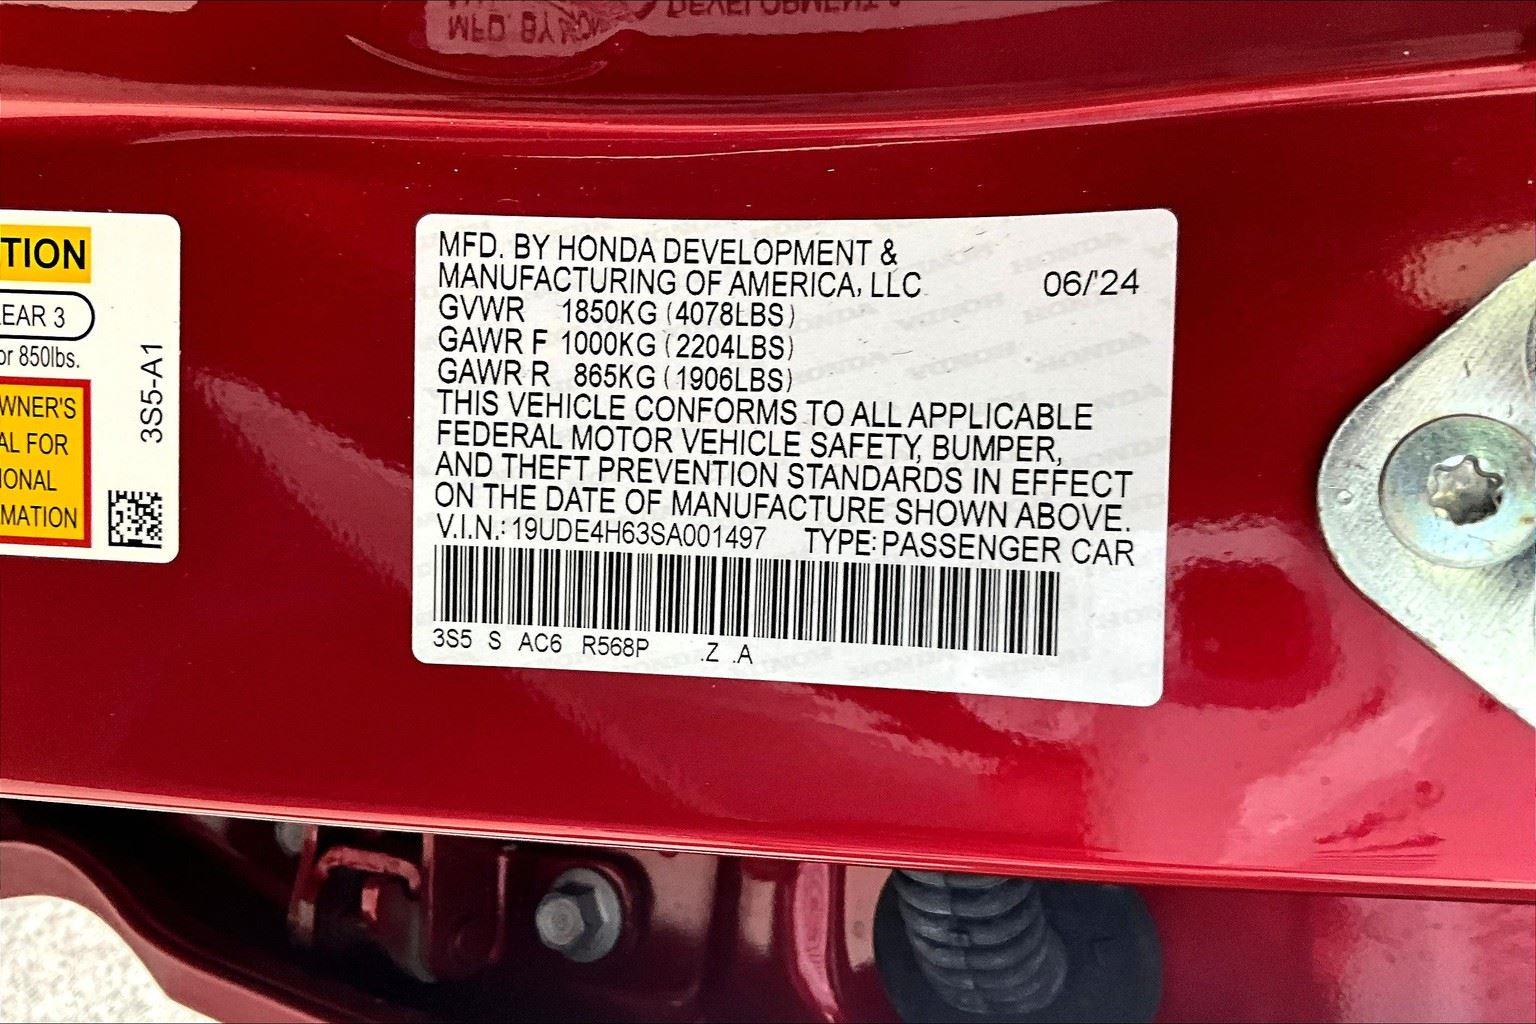 TION
EAR 3
or 850lbs.
WNER'S
AL FOR
IONAL
MATION
3S5-A1
MFD. BY HONDA DEVELOPMENT &
MANUFACTURING OF AMERICA, LLC 06/'24
GVWR 1850KG (4078LBS)
GAWR F 1000KG (2204LBS)
GAWR R 865KG (1906LBS)
THIS VEHICLE CONFORMS TO ALL APPLICABLE
FEDERAL MOTOR VEHICLE SAFETY, BUMPER,
AND THEFT PREVENTION STANDARDS IN EFFECT
ON THE DATE OF MANUFACTURE SHOWN ABOVE.
V.I.N.: 19UDE4H63SA001497 TYPE: PASSENGER CAR
3S5 S AC6 R568P .Z .A